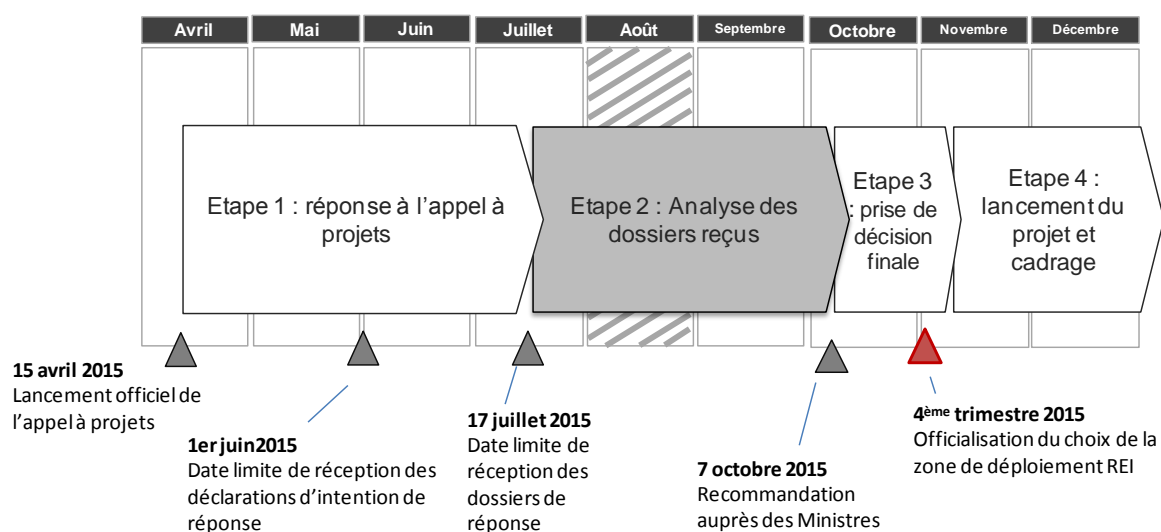 Avril
Mai
Juin
Juillet
Août
Septembre
Octobre
Novembre
Décembre
Etape 1 : réponse à l’appel à
projets
Etape 2 : Analyse des
dossiers reçus
Etape 3
: prise de
décision
finale
Etape 4 :
lancement du
projet et
cadrage
15 avril 2015
Lancement officiel de
l’appel à projets
1er juin2015
Date limite de réception des
déclarations d’intention de
réponse
17 juillet 2015
Date limite de
réception des
dossiers de
réponse
7 octobre 2015
Recommandation
auprès des Ministres
4ème trimestre 2015
Officialisation du choix de la
zone de déploiement REI